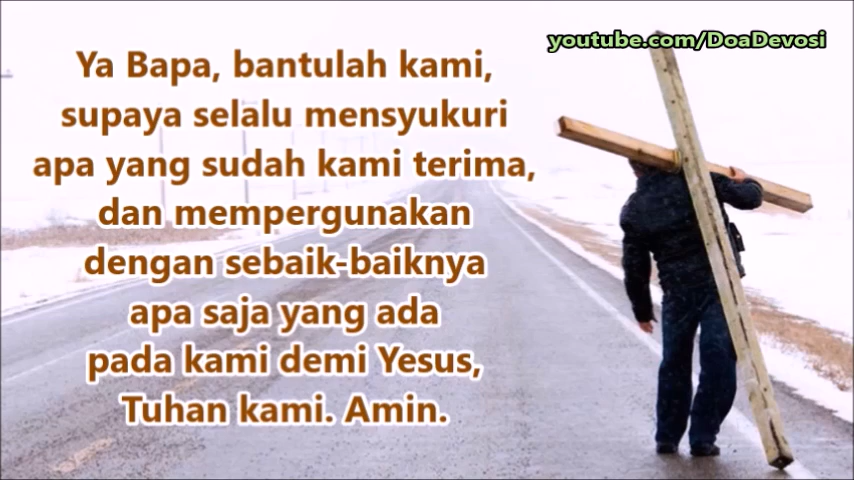 youtube.com/DoaDevosi
Ya Bapa, bantulah kami,
supaya selalu mensyukuri
apa yang sudah kami terima,
dan mempergunakan
dengan sebaik-baiknya
apa saja yang ada
pada kami demi Yesus,
Tuhan kami. Amin.